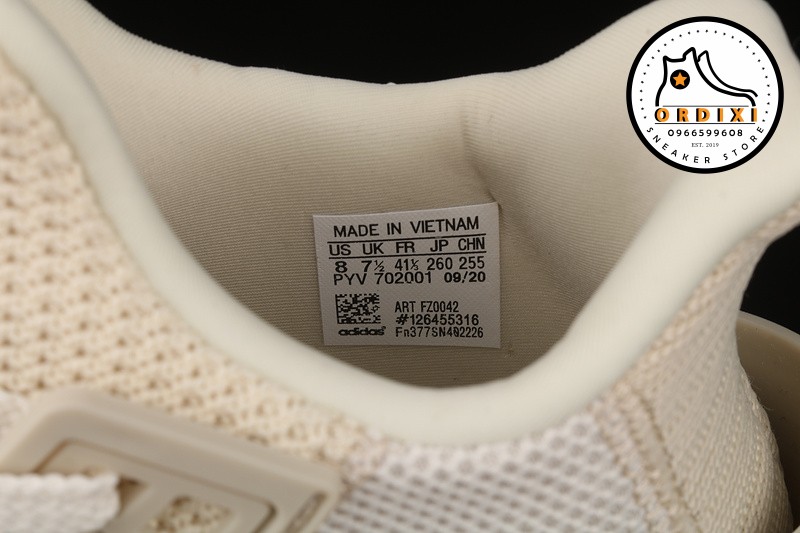 ORDIXI
0966599608
EST. 2019
SNEAKER STORE
MADE IN VIETNAM
US UK FR JP CHN
8 7½ 41⅓ 260 255
PYV 702001 09/20
ART FZ0042
#126455316
adidas Fn377SN402226